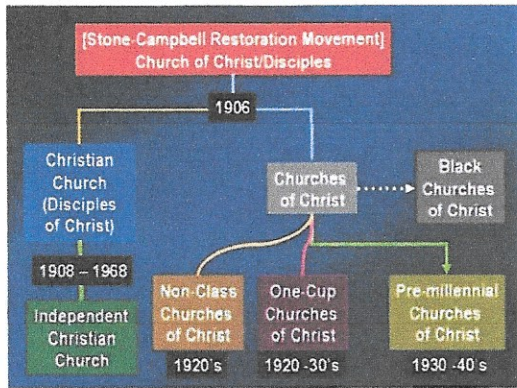 [Stone-Campbell Restoration Movement]
Church of Christ/Disciples
1906
Christian
Church
(Disciples
of Christ)
Churches
of Christ
Black
Churches
of Christ
1908 – 1968
Independent
Christian
Church
Non-Class
Churches
of Christ
1920's
One-Cup
Churches
of Christ
1920 -30's
Pre-millennial
Churches
of Christ
1930 -40's